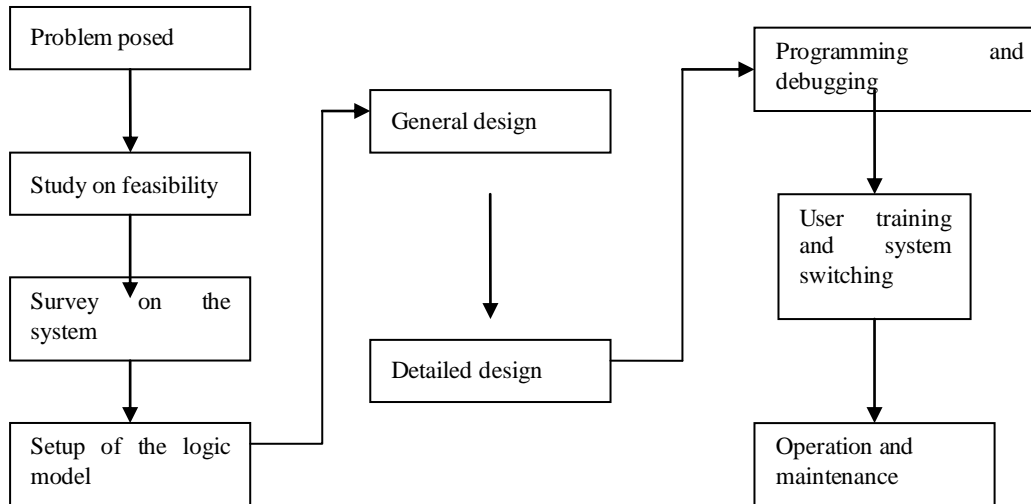 Problem posed
Study on feasibility
Survey on the
system
Setup of the logic
model
General design
Detailed design
Programming and
debugging
User training
and system
switching
Operation and
maintenance